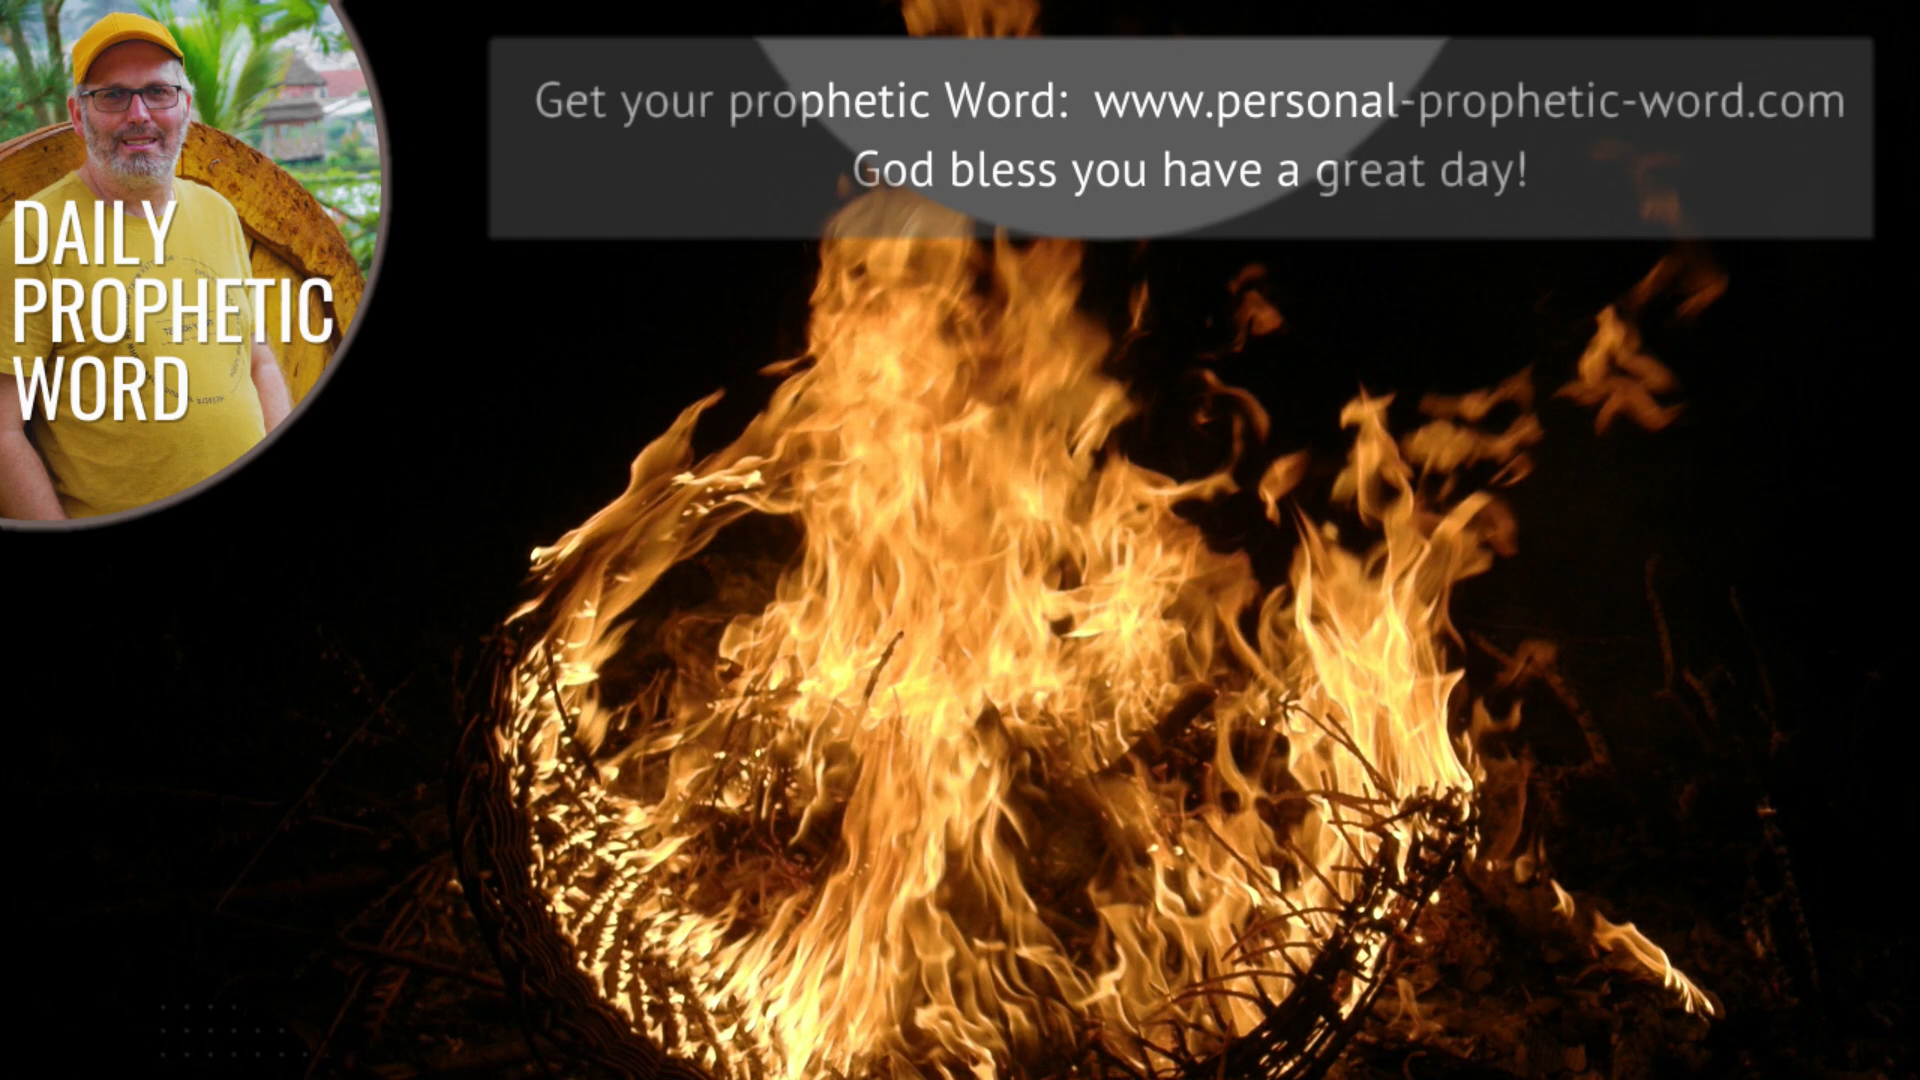 DAILY
PROPHETIC
WORD
Get your prophetic Word:  www.personal-prophetic-word.com
God bless you have a great day!